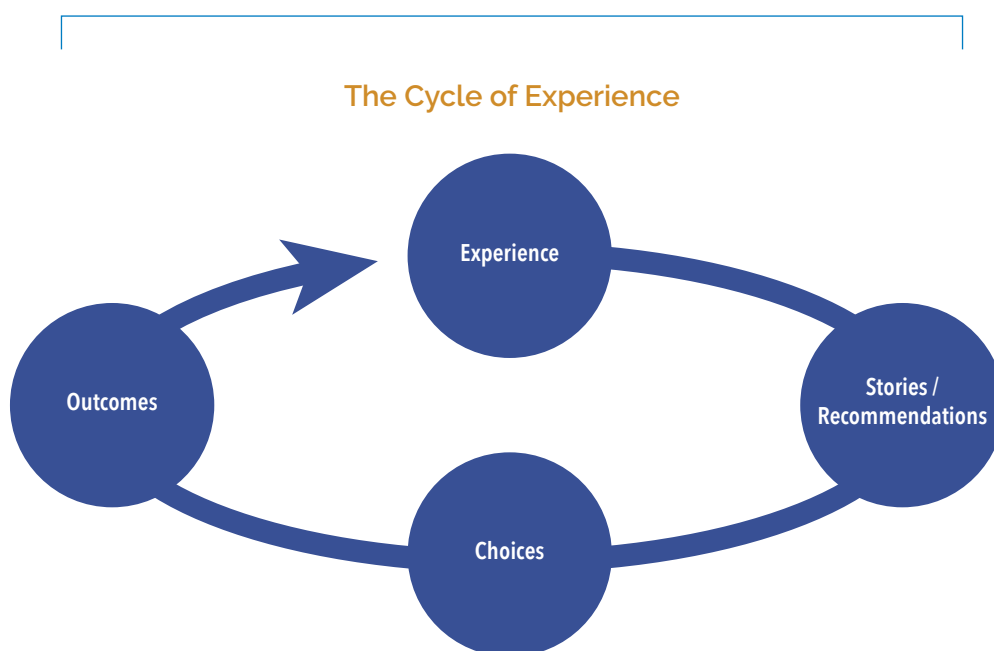 The Cycle of Experience
Experience
Stories /
Recommendations
Outcomes
Choices